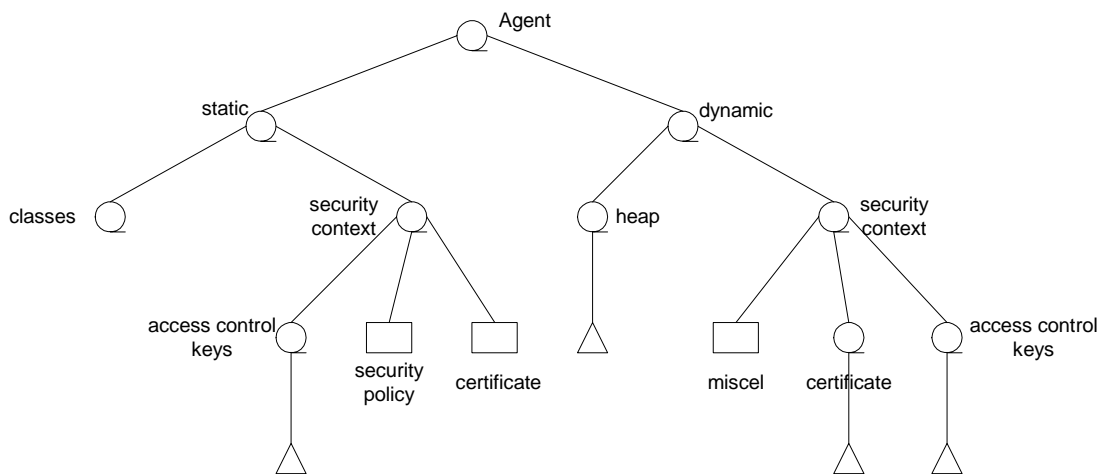 Agent
static
dynamic
classes
security
context
heap
security
context
access control
keys
security
policy
certificate
miscel
certificate
access control
keys